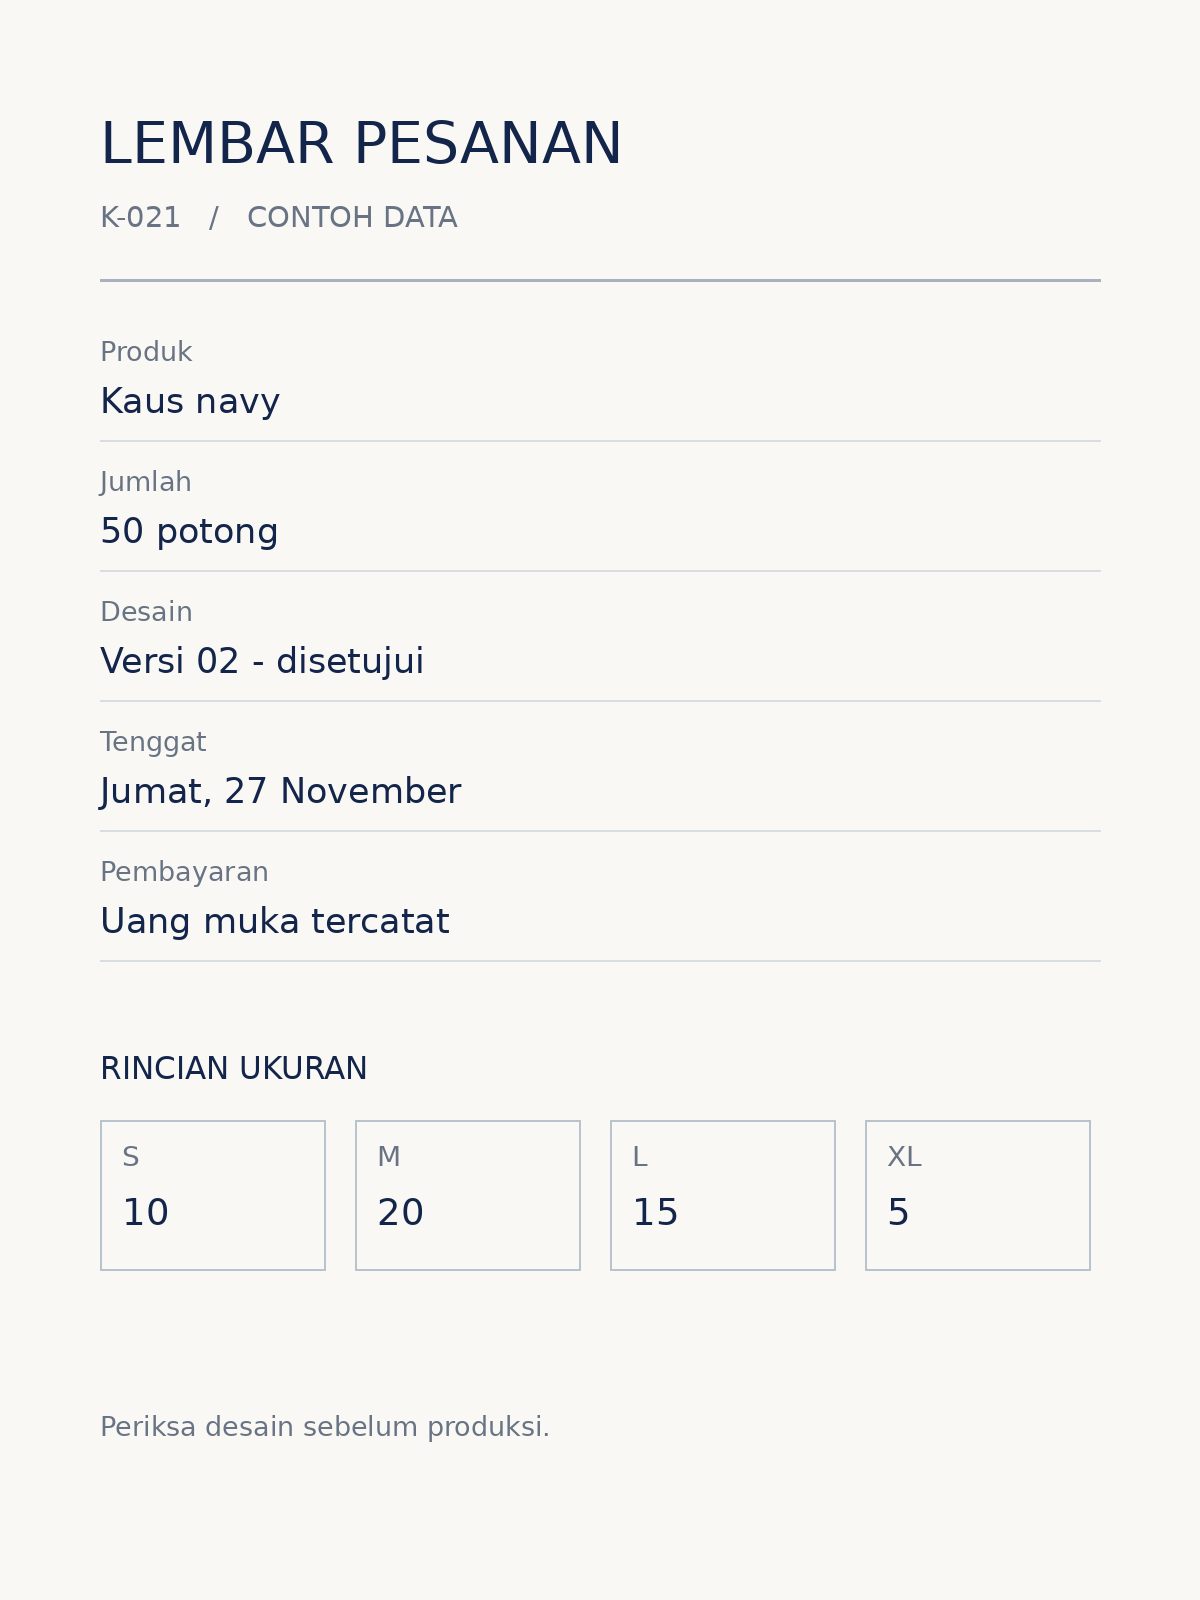 LEMBAR PESANAN
K-021 / CONTOH DATA
Produk
Kaus navy
Jumlah
50 potong
Desain
Versi 02 - disetujui
Tenggat
Jumat, 27 November
Pembayaran
Uang muka tercatat
RINCIAN UKURAN
S M L XL
10 20 15 5
Periksa desain sebelum produksi.